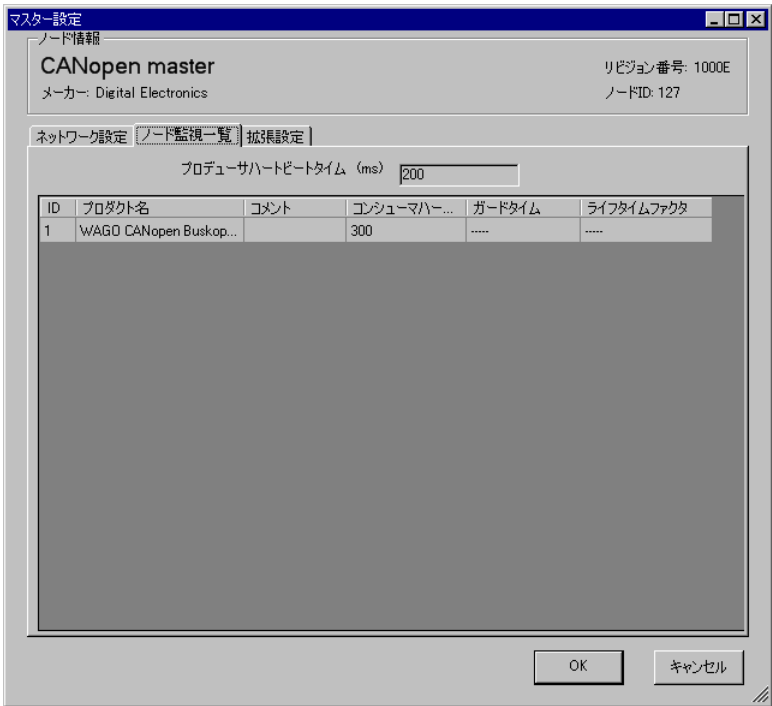 マスター設定
ノード情報
CANopen master
リビジョン番号: 1000E
メーカー: Digital Electronics
ノードID: 127
ネットワーク設定 ノード監視一覧 拡張設定
プロデューサハートビートタイム (ms) 200
ID プロダクト名 コメント コンシューマハー... ガードタイム ライフタイムファクタ
1 WAGO CANopen Buskop... 300 ----- -----
OK キャンセル